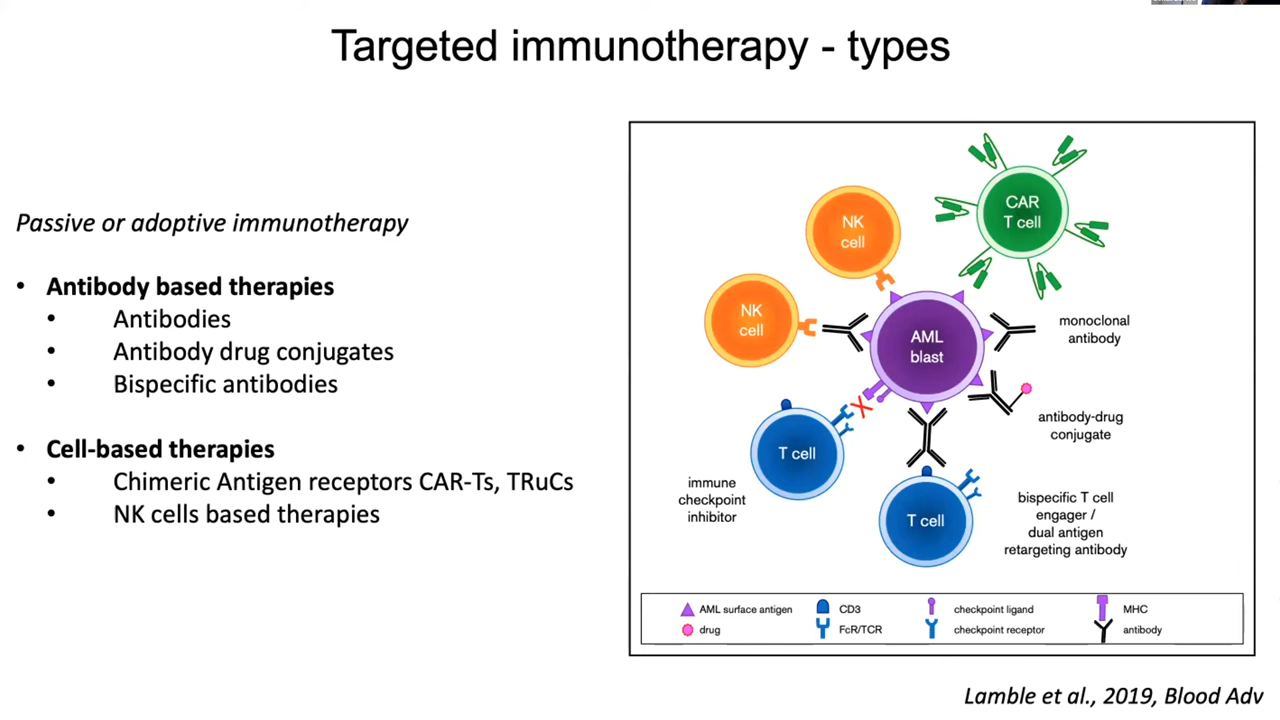 Targeted immunotherapy - types
Passive or adoptive immunotherapy
• Antibody based therapies
• Antibodies
• Antibody drug conjugates
• Bispecific antibodies
• Cell-based therapies
• Chimeric Antigen receptors CAR-Ts, TRuCs
• NK cells based therapies
CAR
T cell
NK
cell
NK
cell
AML
blast
monoclonal
antibody
antibody-drug
conjugate
T cell
immune
checkpoint
inhibitor
T cell
bispecific T cell
engager /
dual antigen
retargeting antibody
AML surface antigen
CD3
checkpoint ligand
MHC
drug
FcR/TCR
checkpoint receptor
antibody
Lamble et al., 2019, Blood Adv